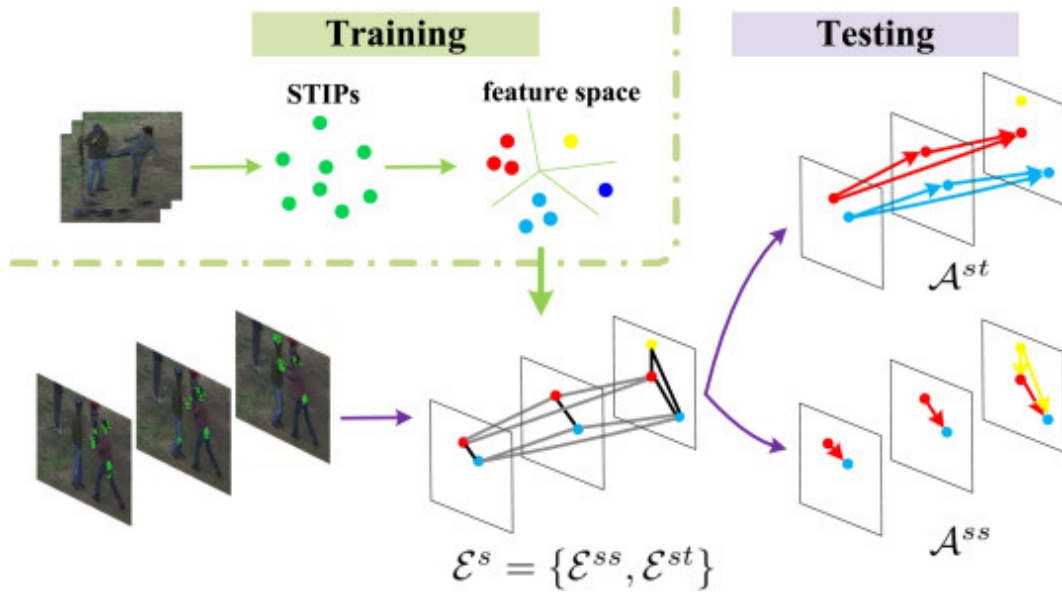 Training
Testing
STIPs
feature space
𝒜^{st}
𝒜^{ss}
ℰ^s = {ℰ^{ss}, ℰ^{st}}